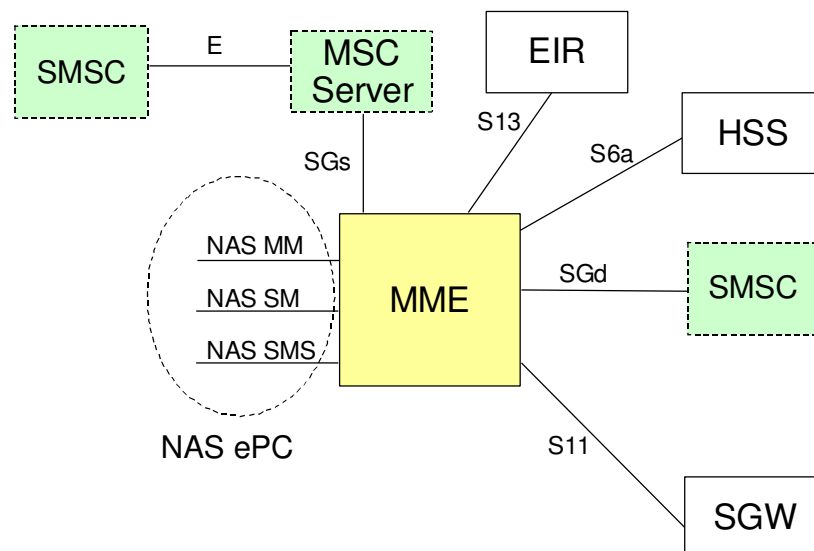 E
SMSC
MSC
Server
EIR
S13
HSS
S6a
SGs
NAS MM
NAS SM
NAS SMS
MME
SGd
SMSC
NAS ePC
S11
SGW